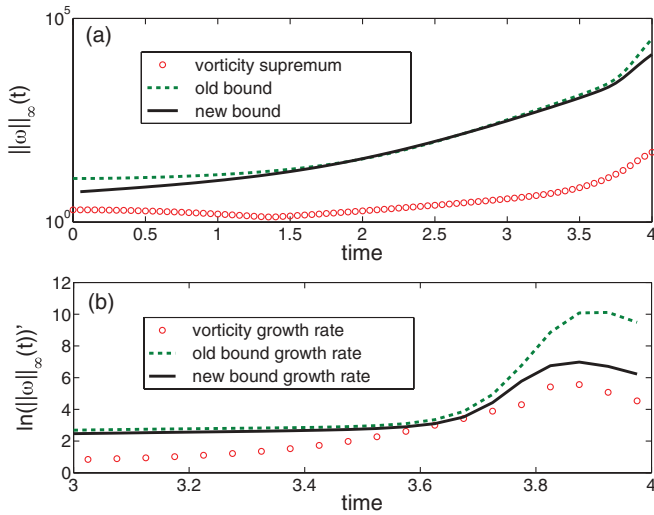 10^5
(a)
vorticity supremum
old bound
new bound
||ω||∞(t)
10^0
0 0.5 1 1.5 2 2.5 3 3.5 4
time
12
(b)
10
vorticity growth rate
8
old bound growth rate
6
new bound growth rate
4
2
0
ln(||ω||∞(t))'
3 3.2 3.4 3.6 3.8 4
time